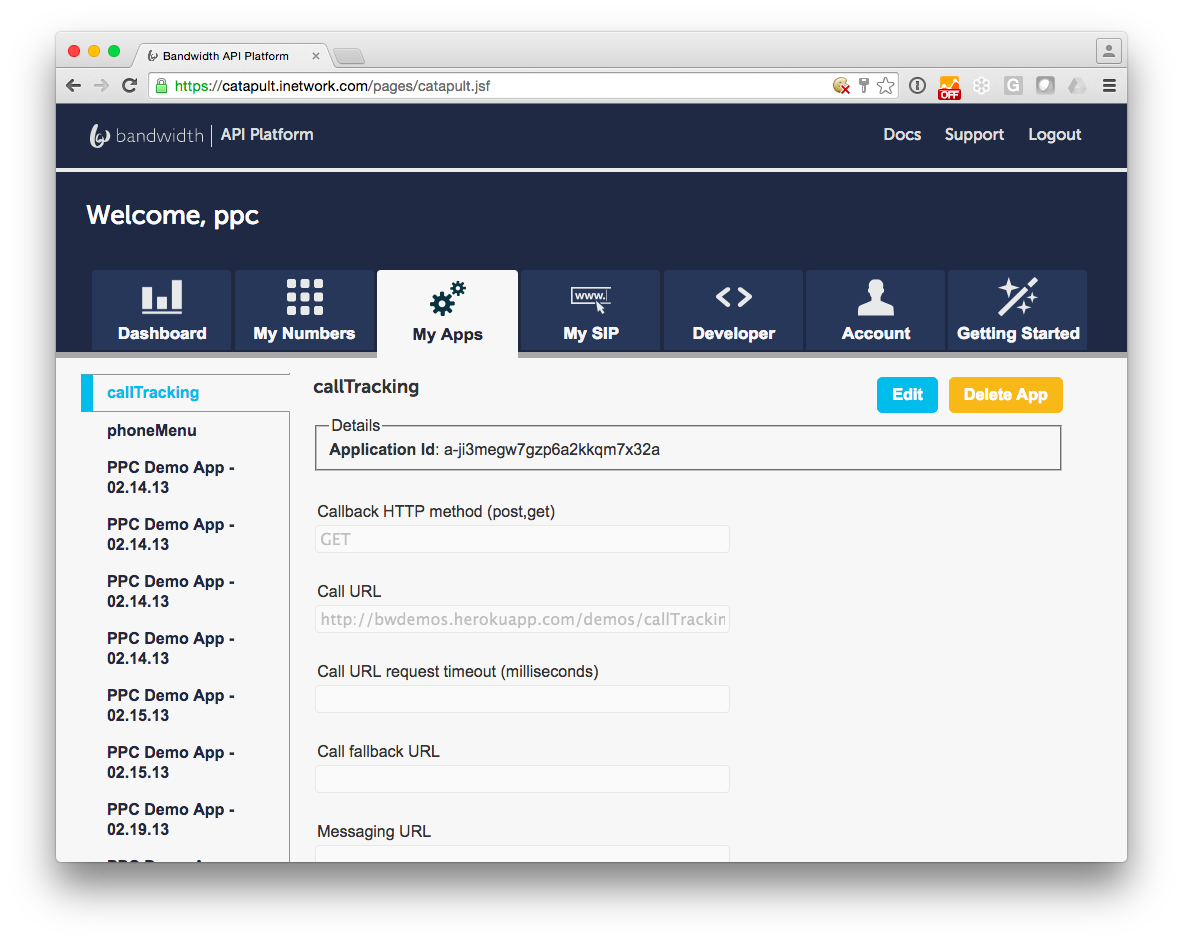 Bandwidth API Platform
https://catapult.inetwork.com/pages/catapult.jsf
OFF
G
bandwidth API Platform
Docs
Support
Logout
Welcome, ppc
www.
Dashboard
My Numbers
My Apps
My SIP
Developer
Account
Getting Started
callTracking
phoneMenu
PPC Demo App -
02.14.13
PPC Demo App -
02.14.13
PPC Demo App -
02.14.13
PPC Demo App -
02.14.13
PPC Demo App -
02.15.13
PPC Demo App -
02.15.13
PPC Demo App -
02.19.13
callTracking
Edit
Delete App
Details
Application Id: a-ji3megw7gzp6a2kkqm7x32a
Callback HTTP method (post,get)
GET
Call URL
http://bwdemos.herokuapp.com/demos/callTrackin
Call URL request timeout (milliseconds)
Call fallback URL
Messaging URL